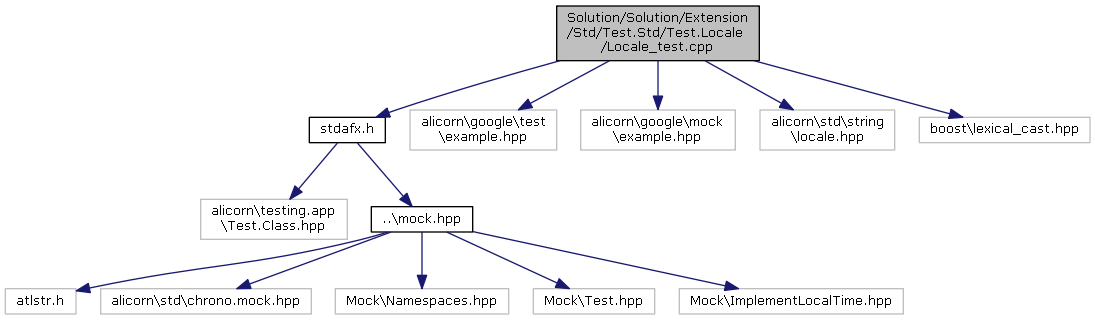 Solution/Solution/Extension
/Std/Test.Std/Test.Locale
/Locale_test.cpp
stdafx.h
alicorn\google\test
\example.hpp
alicorn\google\mock
\example.hpp
alicorn\std\string
\locale.hpp
boost\lexical_cast.hpp
alicorn\testing.app
\Test.Class.hpp
..\mock.hpp
atlstr.h
alicorn\std\chrono.mock.hpp
Mock\Namespaces.hpp
Mock\Test.hpp
Mock\ImplementLocalTime.hpp